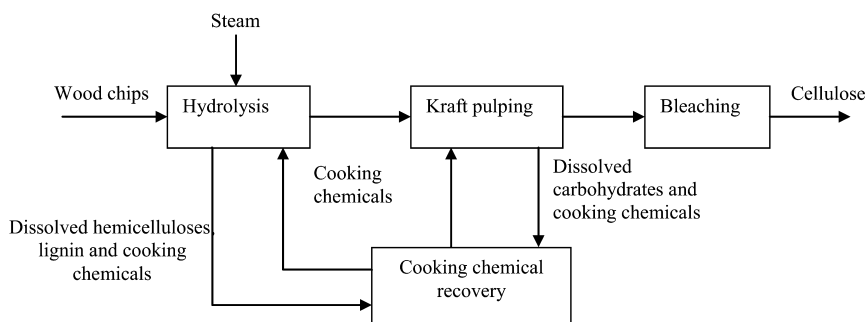 Steam
Wood chips
Hydrolysis
Kraft pulping
Bleaching
Cellulose
Cooking
chemicals
Dissolved
carbohydrates and
cooking chemicals
Dissolved hemicelluloses,
lignin and cooking
chemicals
Cooking chemical
recovery